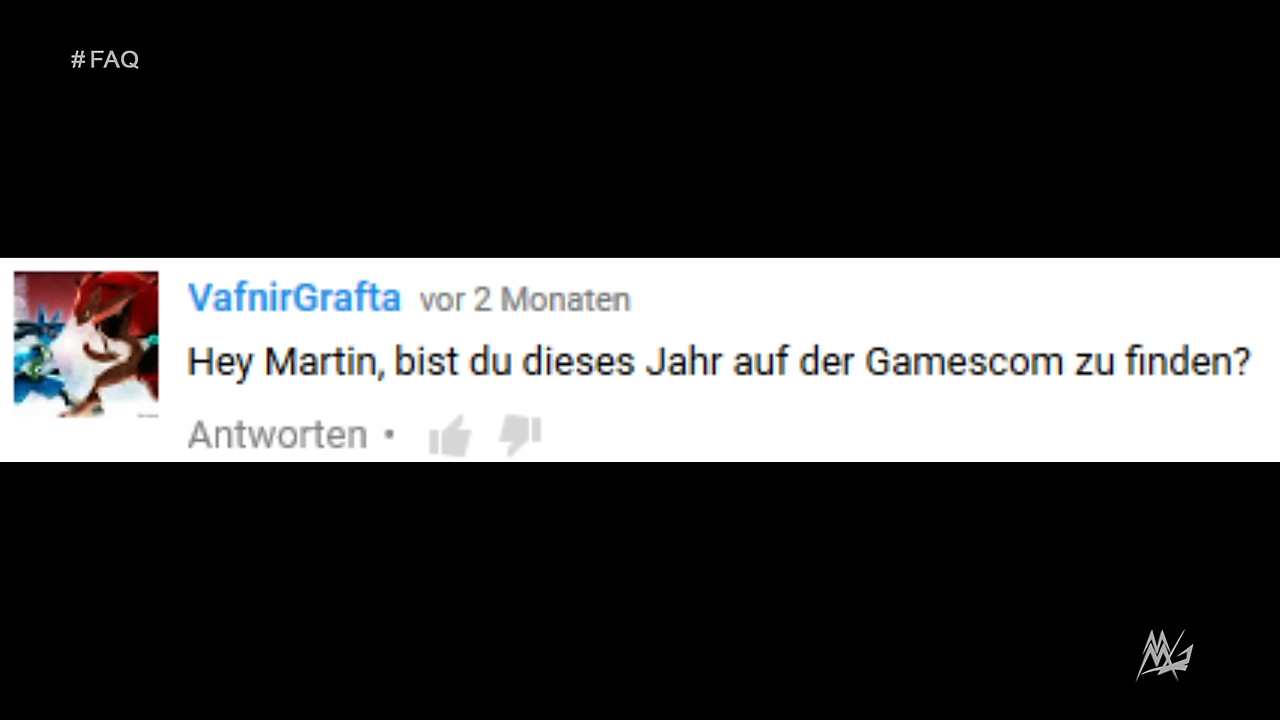 #FAQ
VafnirGrafta vor 2 Monaten
Hey Martin, bist du dieses Jahr auf der Gamescom zu finden?
Antworten •